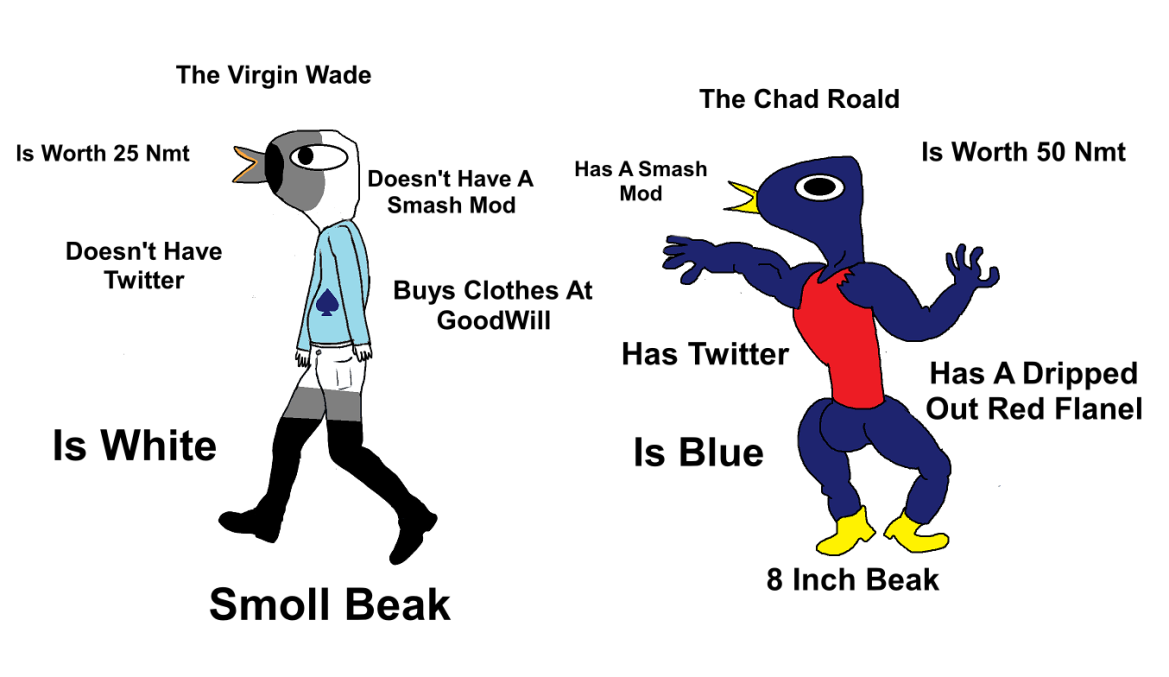 The Virgin Wade
Is Worth 25 Nmt
Doesn't Have A
Smash Mod
Doesn't Have
Twitter
Buys Clothes At
GoodWill
Is White
Smoll Beak
The Chad Roald
Has A Smash
Mod
Is Worth 50 Nmt
Has Twitter
Has A Dripped
Out Red Flanel
Is Blue
8 Inch Beak